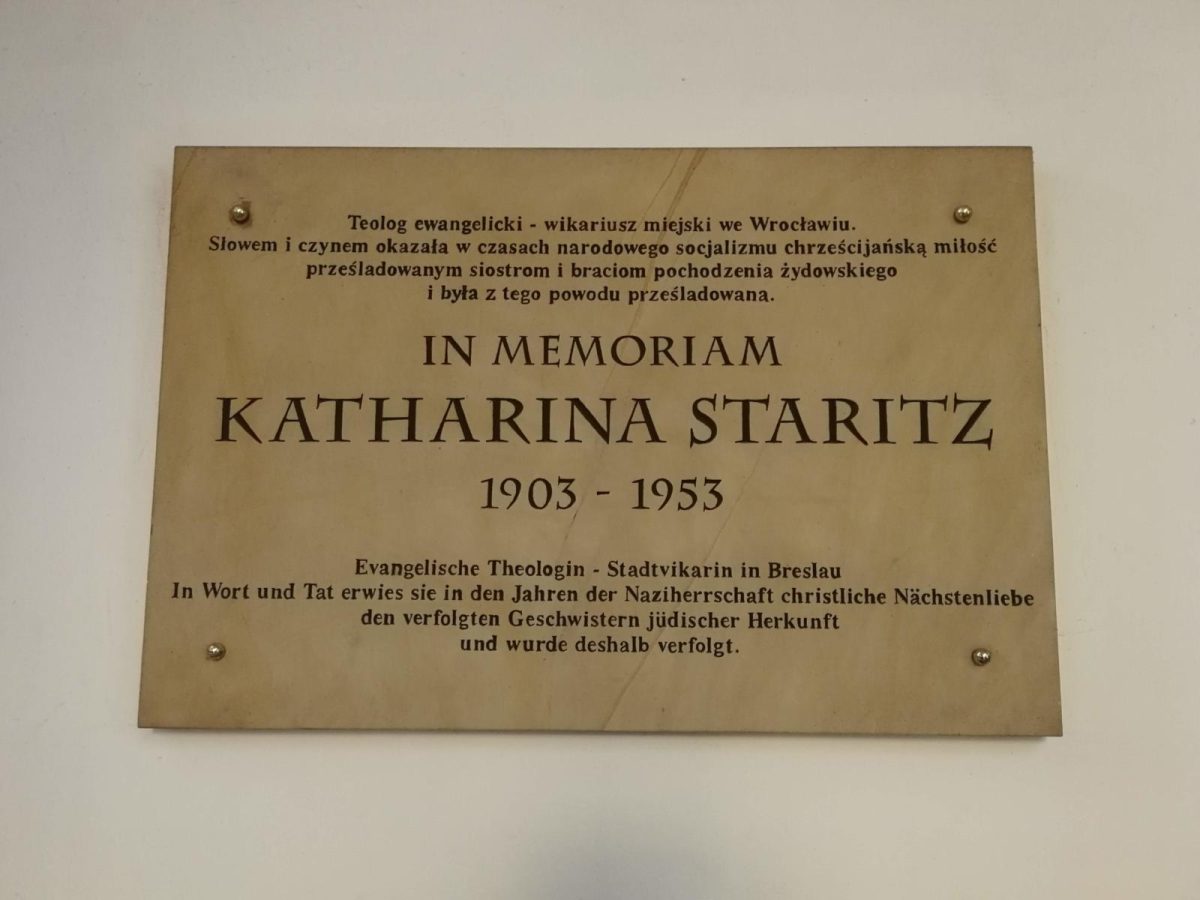 Teolog ewangelicki - wikariusz miejski we Wrocławiu.
Słowem i czynem okazała w czasach narodowego socjalizmu chrześcijańską miłość
prześladowanym siostrom i braciom pochodzenia żydowskiego
i była z tego powodu prześladowana.
IN MEMORIAM
KATHARINA STARITZ
1903 - 1953
Evangelische Theologin - Stadtvikarin in Breslau
In Wort und Tat erwies sie in den Jahren der Naziherrschaft christliche Nächstenliebe
den verfolgten Geschwistern jüdischer Herkunft
und wurde deshalb verfolgt.